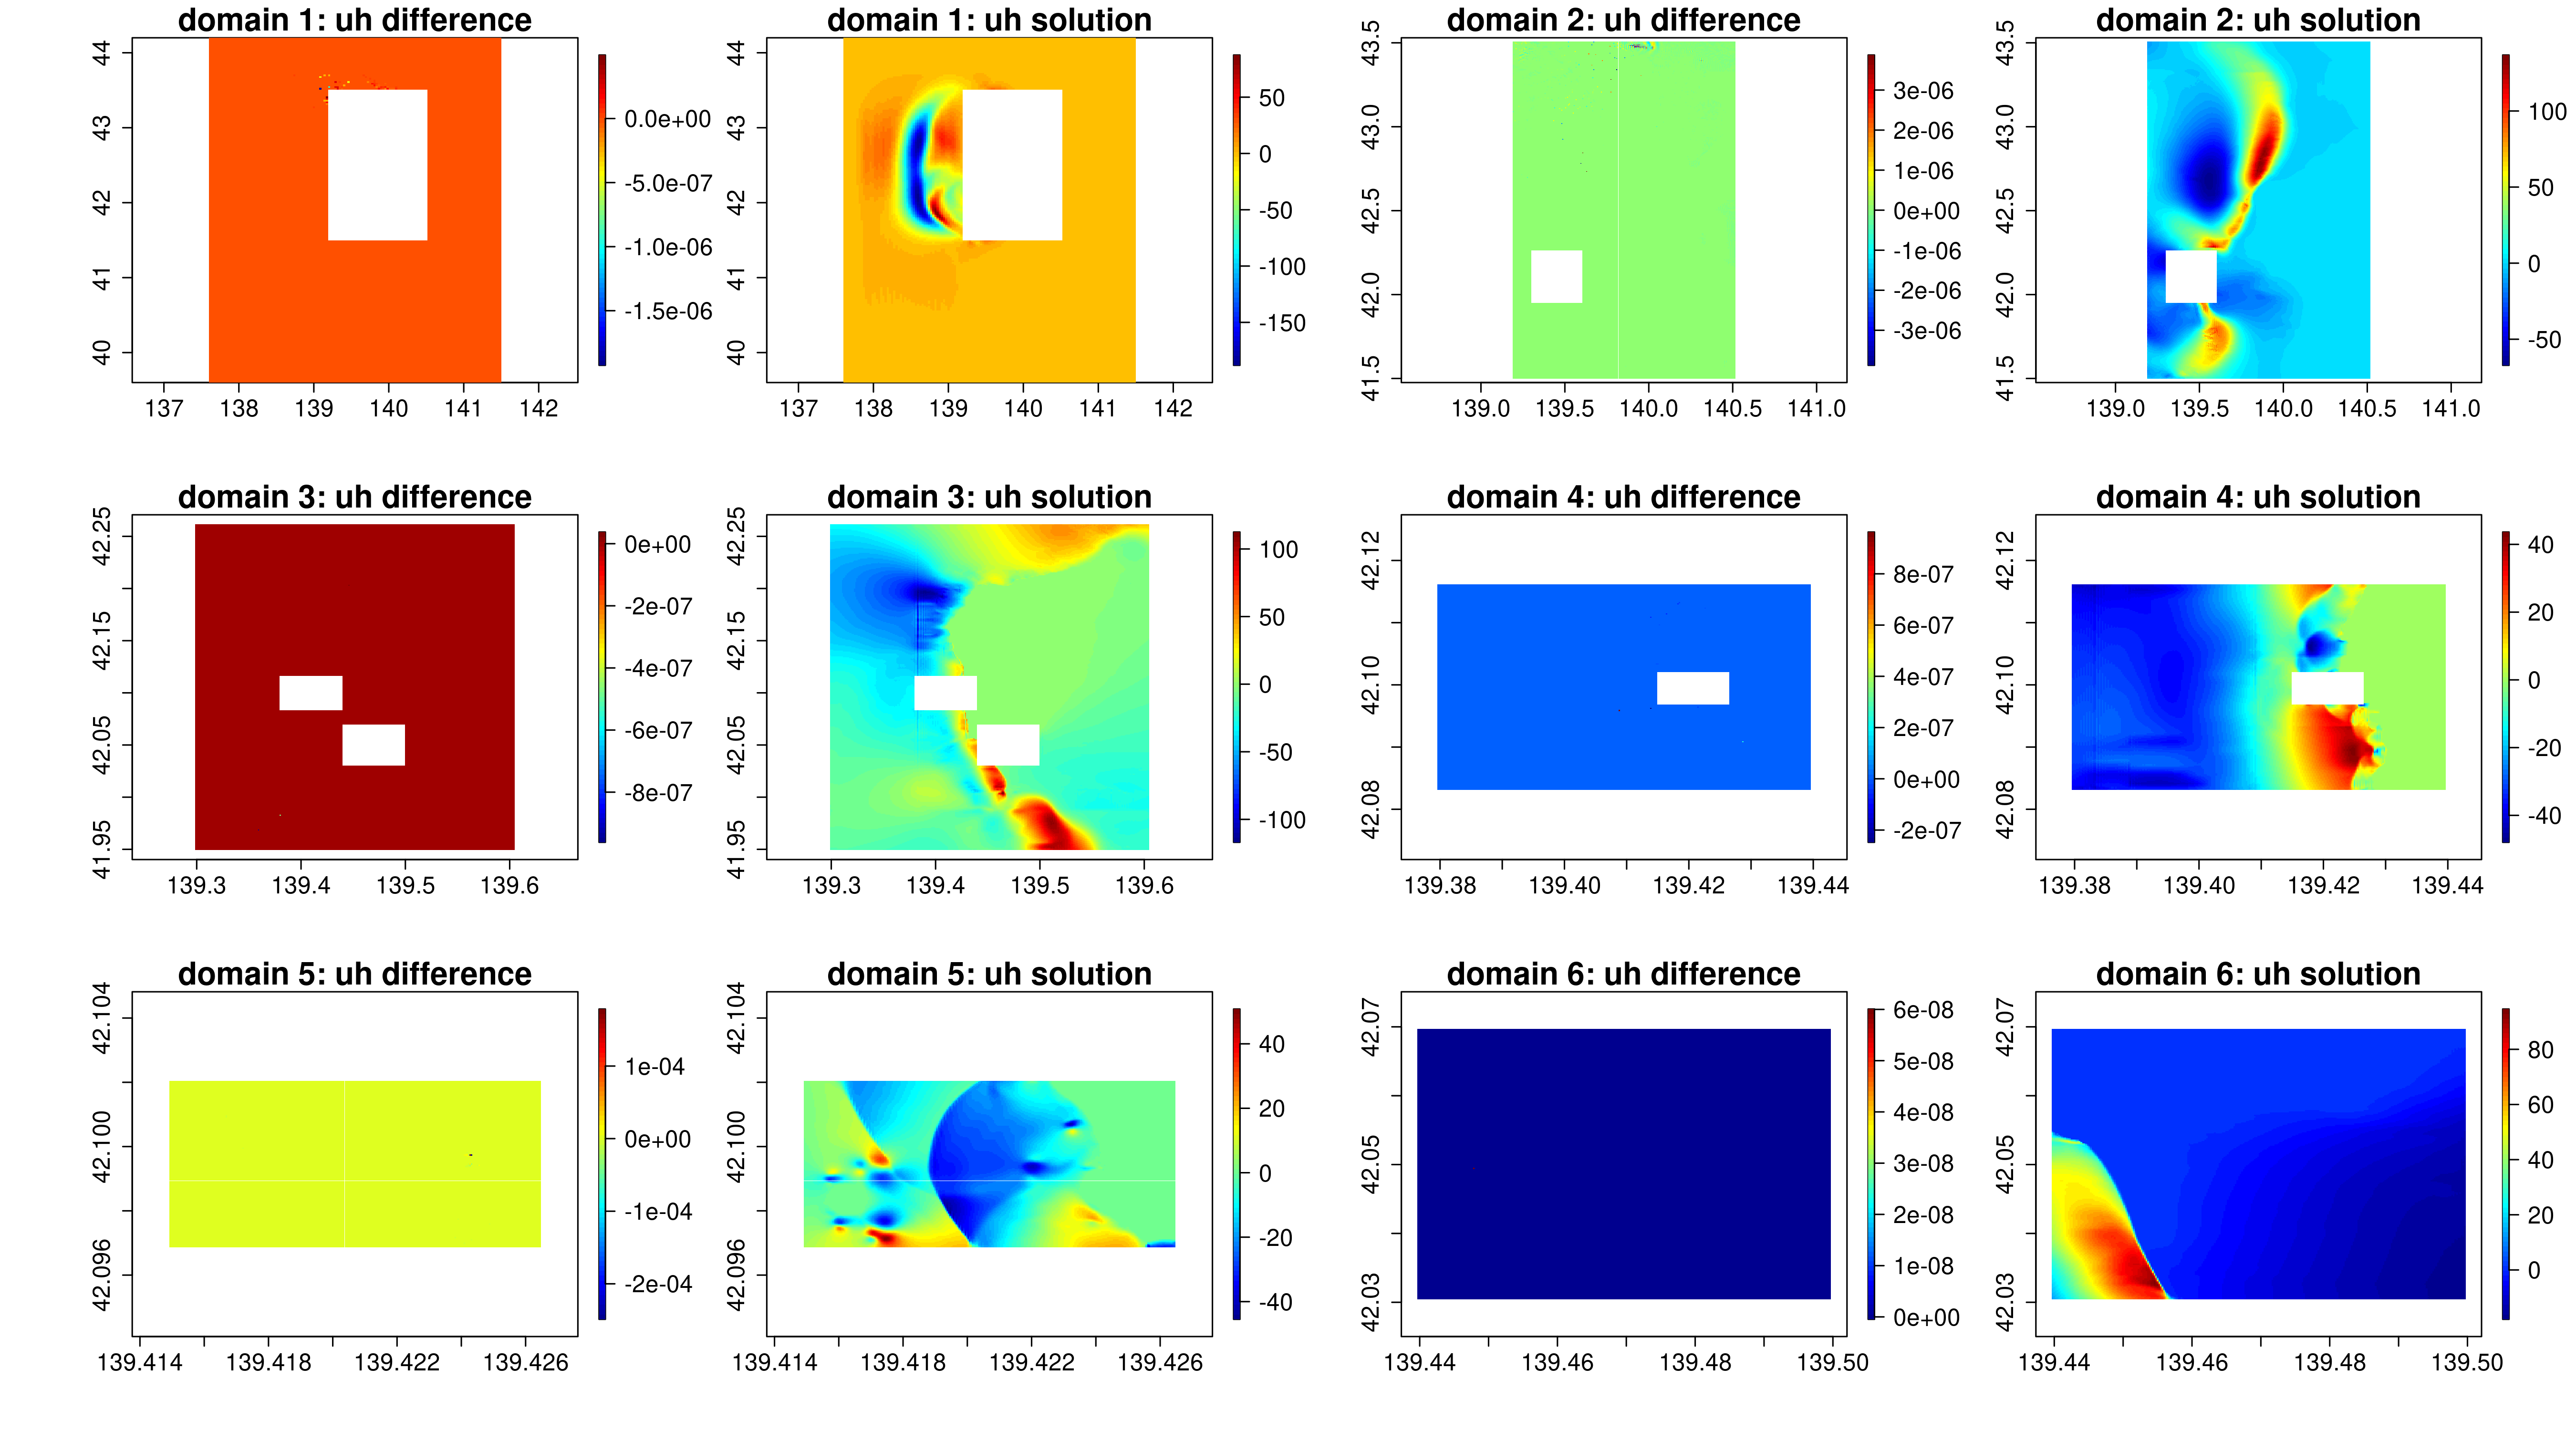 domain 1: uh difference
44
43
42
41
40
137 138 139 140 141 142
0.0e+00
-5.0e-07
-1.0e-06
-1.5e-06
domain 1: uh solution
44
43
42
41
40
137 138 139 140 141 142
50
0
-50
-100
-150
domain 2: uh difference
43.5
43.0
42.5
42.0
41.5
139.0 139.5 140.0 140.5 141.0
3e-06
2e-06
1e-06
0e+00
-1e-06
-2e-06
-3e-06
domain 2: uh solution
43.5
43.0
42.5
42.0
41.5
139.0 139.5 140.0 140.5 141.0
100
50
0
-50
domain 3: uh difference
42.25
42.15
42.05
41.95
139.3 139.4 139.5 139.6
0e+00
-2e-07
-4e-07
-6e-07
-8e-07
domain 3: uh solution
42.25
42.15
42.05
41.95
139.3 139.4 139.5 139.6
100
50
0
-50
-100
domain 4: uh difference
42.12
42.10
42.08
139.38 139.40 139.42 139.44
8e-07
6e-07
4e-07
2e-07
0e+00
-2e-07
domain 4: uh solution
42.12
42.10
42.08
139.38 139.40 139.42 139.44
40
20
0
-20
-40
domain 5: uh difference
42.104
42.100
42.096
139.414 139.418 139.422 139.426
1e-04
0e+00
-1e-04
-2e-04
domain 5: uh solution
42.104
42.100
42.096
139.414 139.418 139.422 139.426
40
20
0
-20
-40
domain 6: uh difference
42.07
42.05
42.03
139.44 139.46 139.48 139.50
6e-08
5e-08
4e-08
3e-08
2e-08
1e-08
0e+00
domain 6: uh solution
42.07
42.05
42.03
139.44 139.46 139.48 139.50
80
60
40
20
0